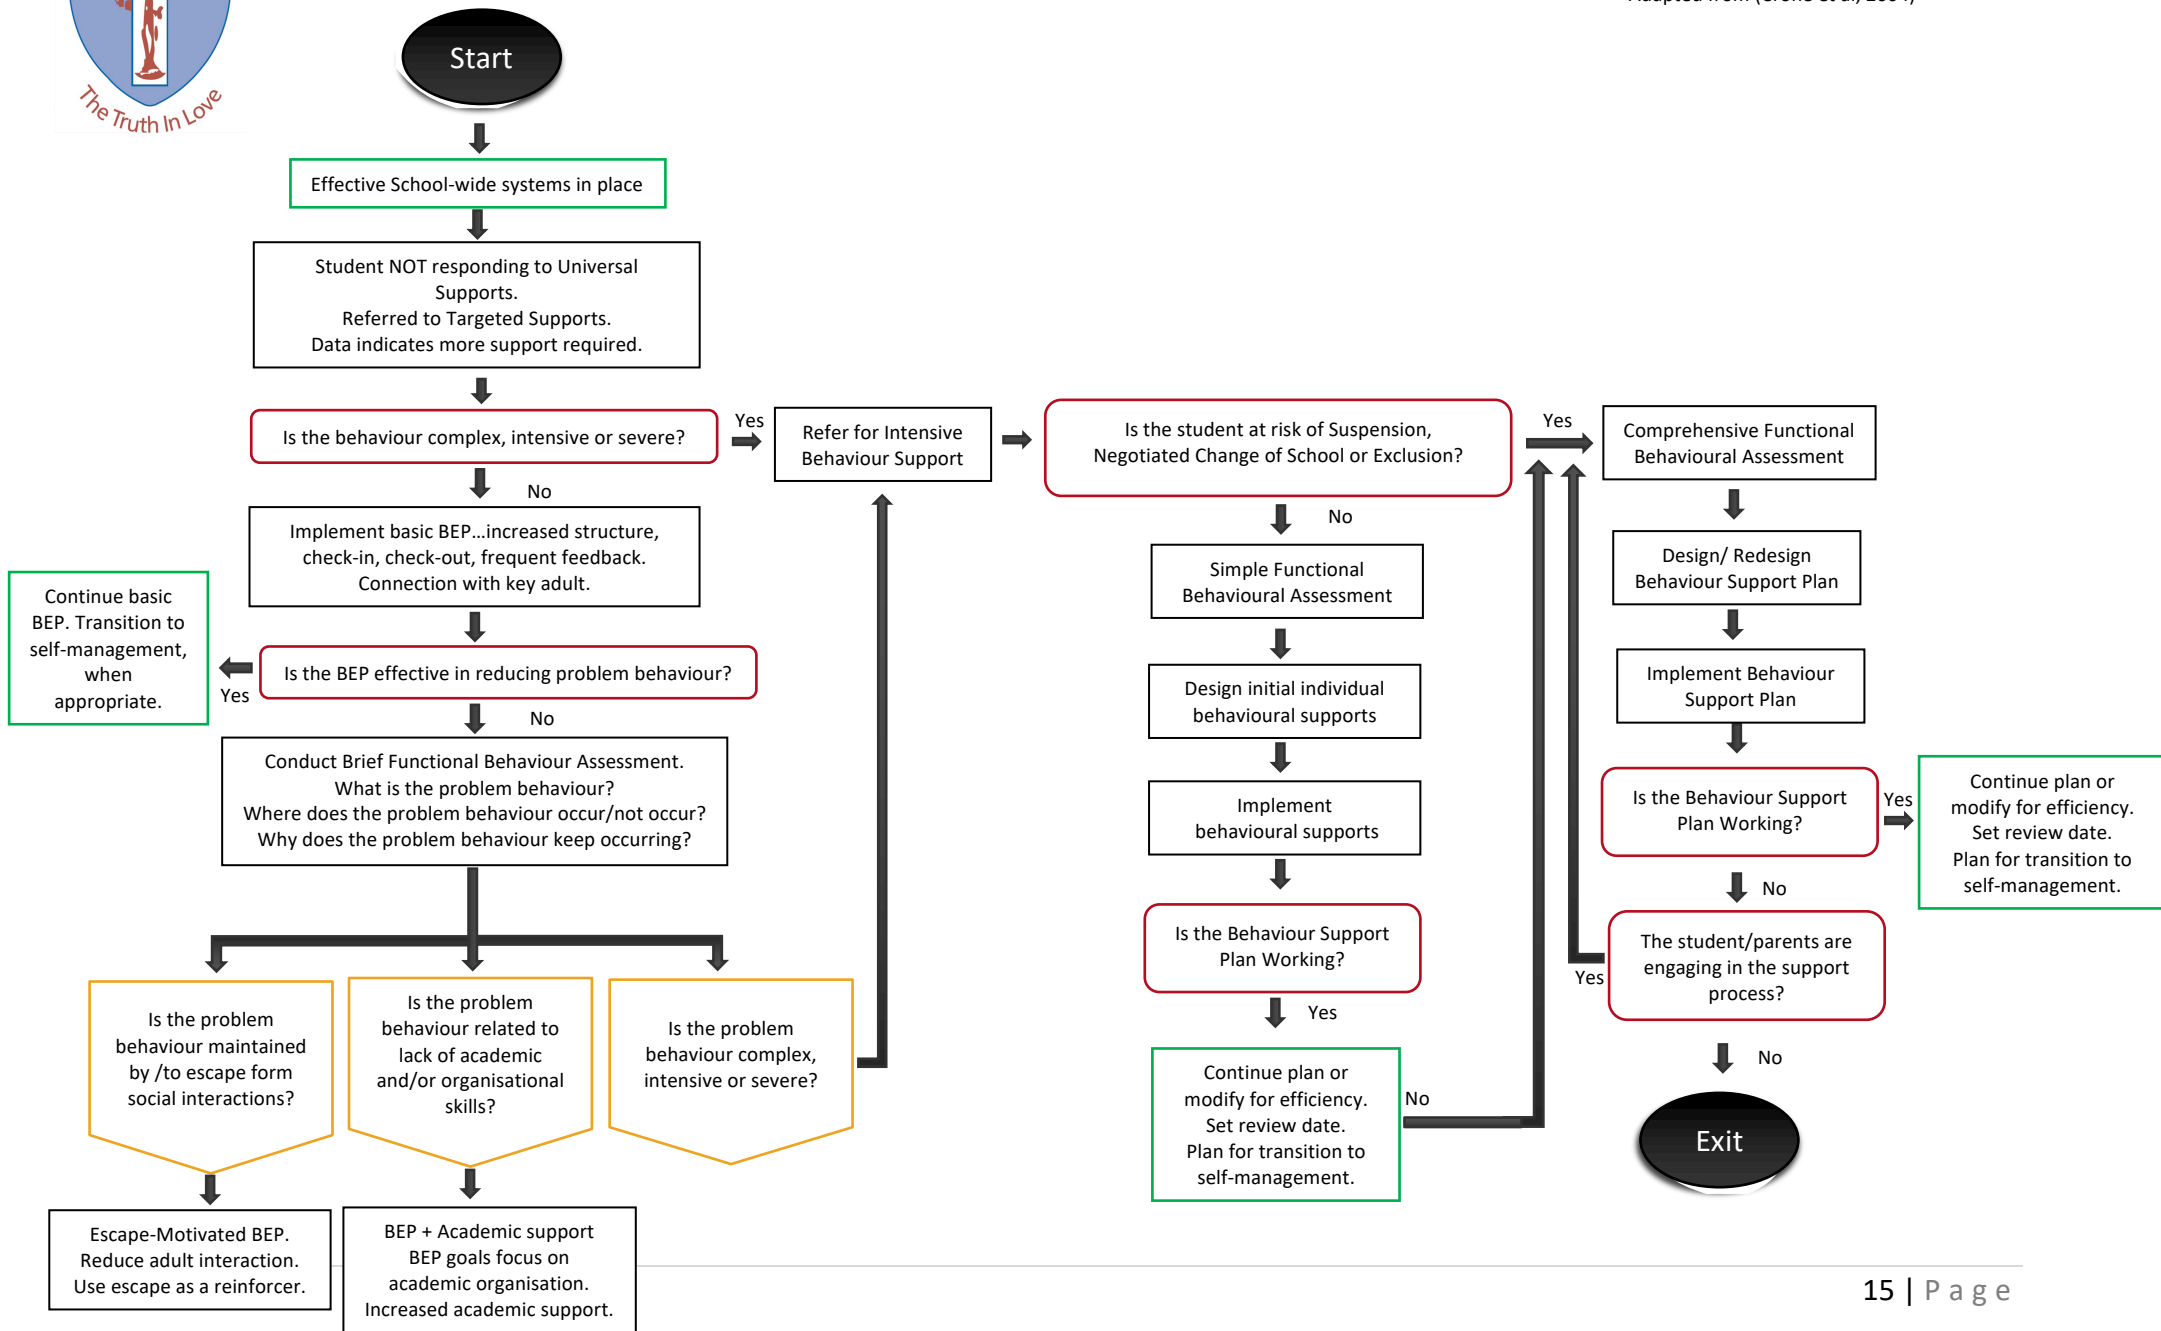 Adapted from (Crone et al, 2004)
The Truth In Love
Start
Effective School-wide systems in place
Student NOT responding to Universal
Supports.
Referred to Targeted Supports.
Data indicates more support required.
Is the behaviour complex, intensive or severe?
Yes
No
Refer for Intensive
Behaviour Support
Implement basic BEP...increased structure,
check-in, check-out, frequent feedback.
Connection with key adult.
Is the BEP effective in reducing problem behaviour?
Yes
No
Continue basic
BEP. Transition to
self-management,
when
appropriate.
Conduct Brief Functional Behaviour Assessment.
What is the problem behaviour?
Where does the problem behaviour occur/not occur?
Why does the problem behaviour keep occurring?
Is the problem
behaviour maintained
by /to escape form
social interactions?
Is the problem
behaviour related to
lack of academic
and/or organisational
skills?
Is the problem
behaviour complex,
intensive or severe?
Escape-Motivated BEP.
Reduce adult interaction.
Use escape as a reinforcer.
BEP + Academic support
BEP goals focus on
academic organisation.
Increased academic support.
Is the student at risk of Suspension,
Negotiated Change of School or Exclusion?
Yes
No
Simple Functional
Behavioural Assessment
Design initial individual
behavioural supports
Implement
behavioural supports
Is the Behaviour Support
Plan Working?
Yes
Continue plan or
modify for efficiency.
Set review date.
Plan for transition to
self-management.
No
Comprehensive Functional
Behavioural Assessment
Design/ Redesign
Behaviour Support Plan
Implement Behaviour
Support Plan
Is the Behaviour Support
Plan Working?
Yes
No
Continue plan or
modify for efficiency.
Set review date.
Plan for transition to
self-management.
The student/parents are
engaging in the support
process?
Yes
No
Exit
15 | Page